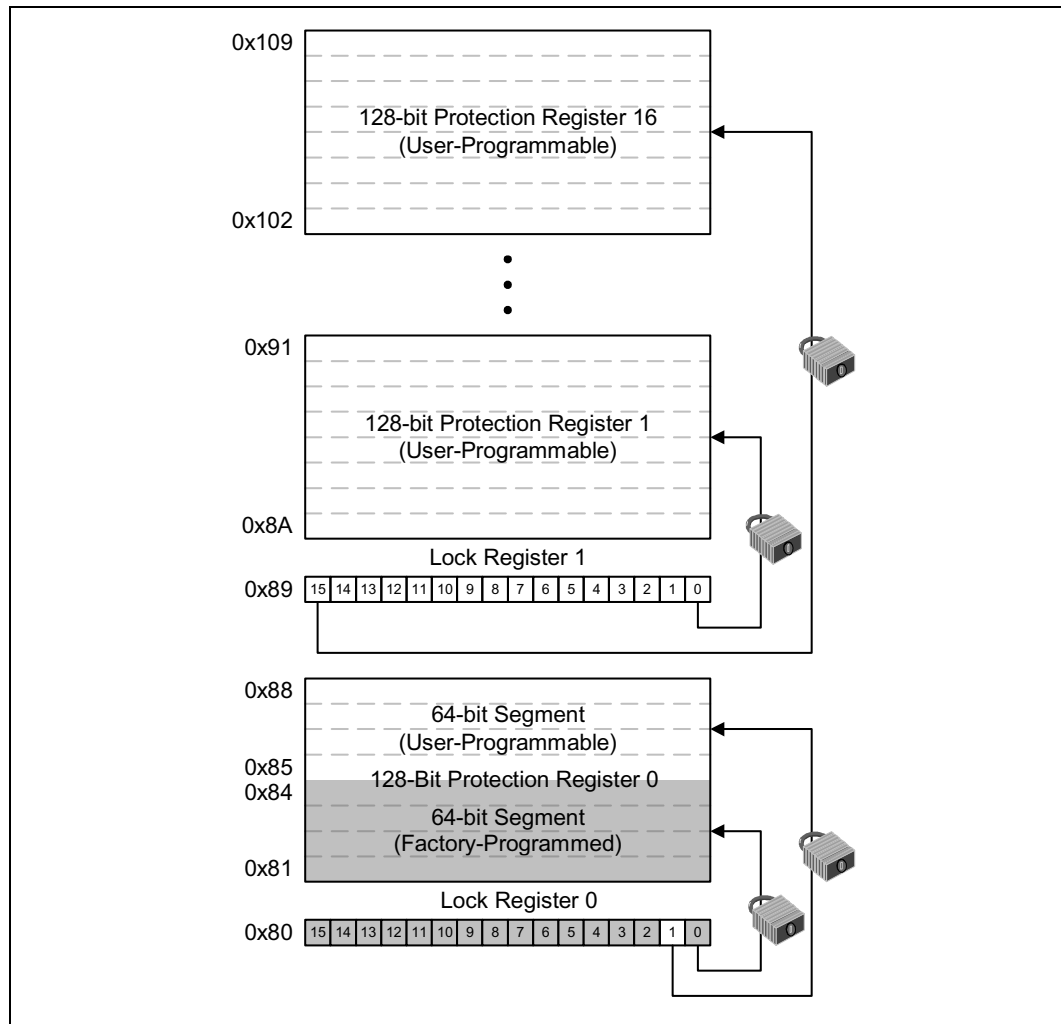 0x109
128-bit Protection Register 16
(User-Programmable)
0x102
0x91
128-bit Protection Register 1
(User-Programmable)
0x8A
Lock Register 1
0x89 15 14 13 12 11 10 9 8 7 6 5 4 3 2 1 0
0x88
64-bit Segment
(User-Programmable)
0x85
128-Bit Protection Register 0
0x84
64-bit Segment
(Factory-Programmed)
0x81
Lock Register 0
0x80 15 14 13 12 11 10 9 8 7 6 5 4 3 2 1 0